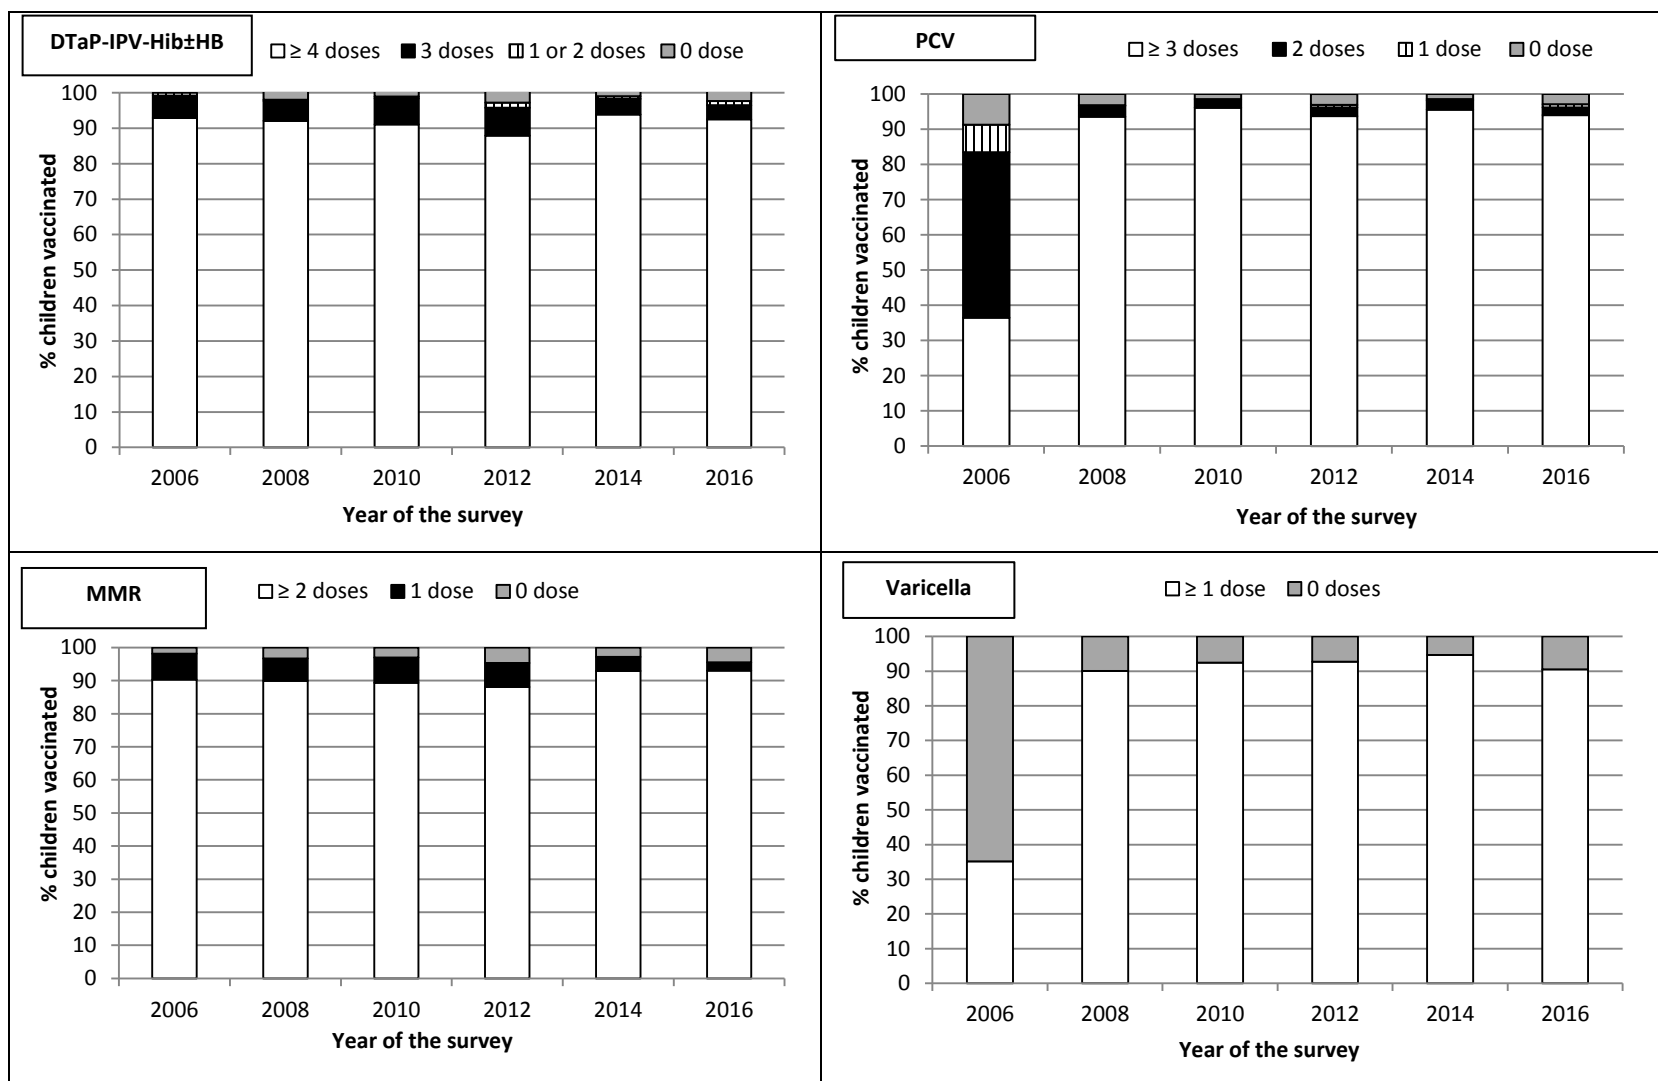 DTaP-IPV-Hib±HB
≥ 4 doses 3 doses 1 or 2 doses 0 dose
% children vaccinated
100
90
80
70
60
50
40
30
20
10
0
2006 2008 2010 2012 2014 2016
Year of the survey
PCV
≥ 3 doses 2 doses 1 dose 0 dose
% children vaccinated
100
90
80
70
60
50
40
30
20
10
0
2006 2008 2010 2012 2014 2016
Year of the survey
MMR
≥ 2 doses 1 dose 0 dose
% children vaccinated
100
90
80
70
60
50
40
30
20
10
0
2006 2008 2010 2012 2014 2016
Year of the survey
Varicella
≥ 1 dose 0 doses
% children vaccinated
100
90
80
70
60
50
40
30
20
10
0
2006 2008 2010 2012 2014 2016
Year of the survey